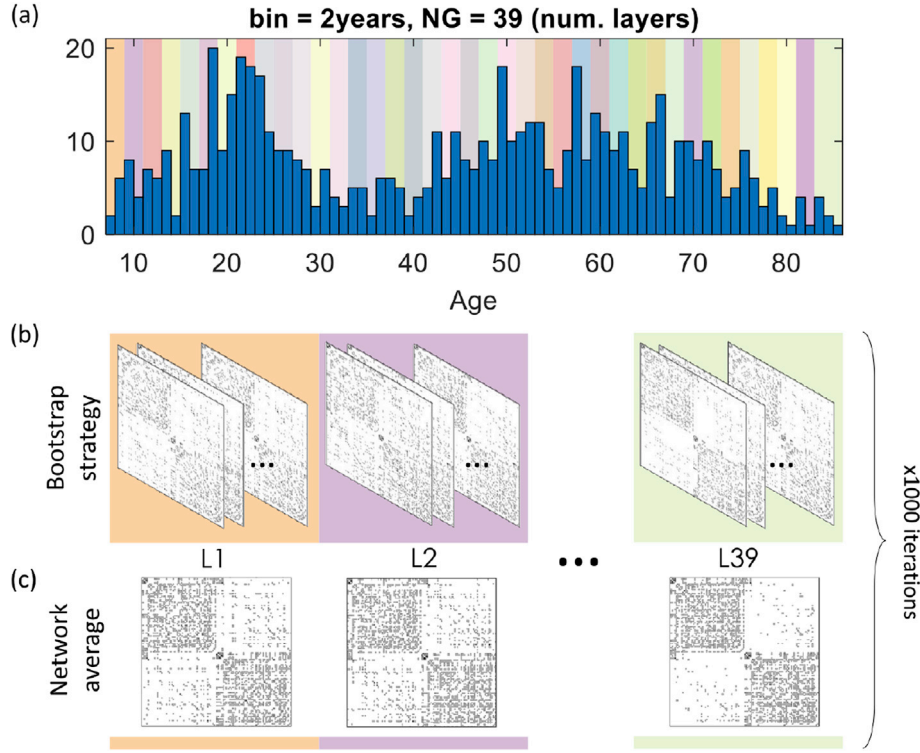 (a)
bin = 2years, NG = 39 (num. layers)
20
10
0
10 20 30 40 50 60 70 80
Age
(b)
Bootstrap
strategy
...
...
...
L1 L2 ... L39
(c)
Network
average
x1000 iterations